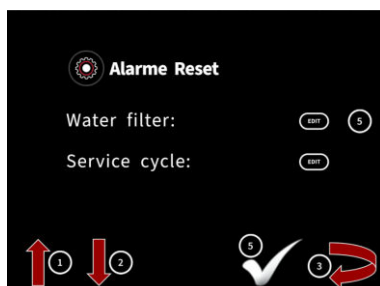 Alarme Reset
Water filter: EDIT 5
Service cycle: EDIT
1 2 5 3